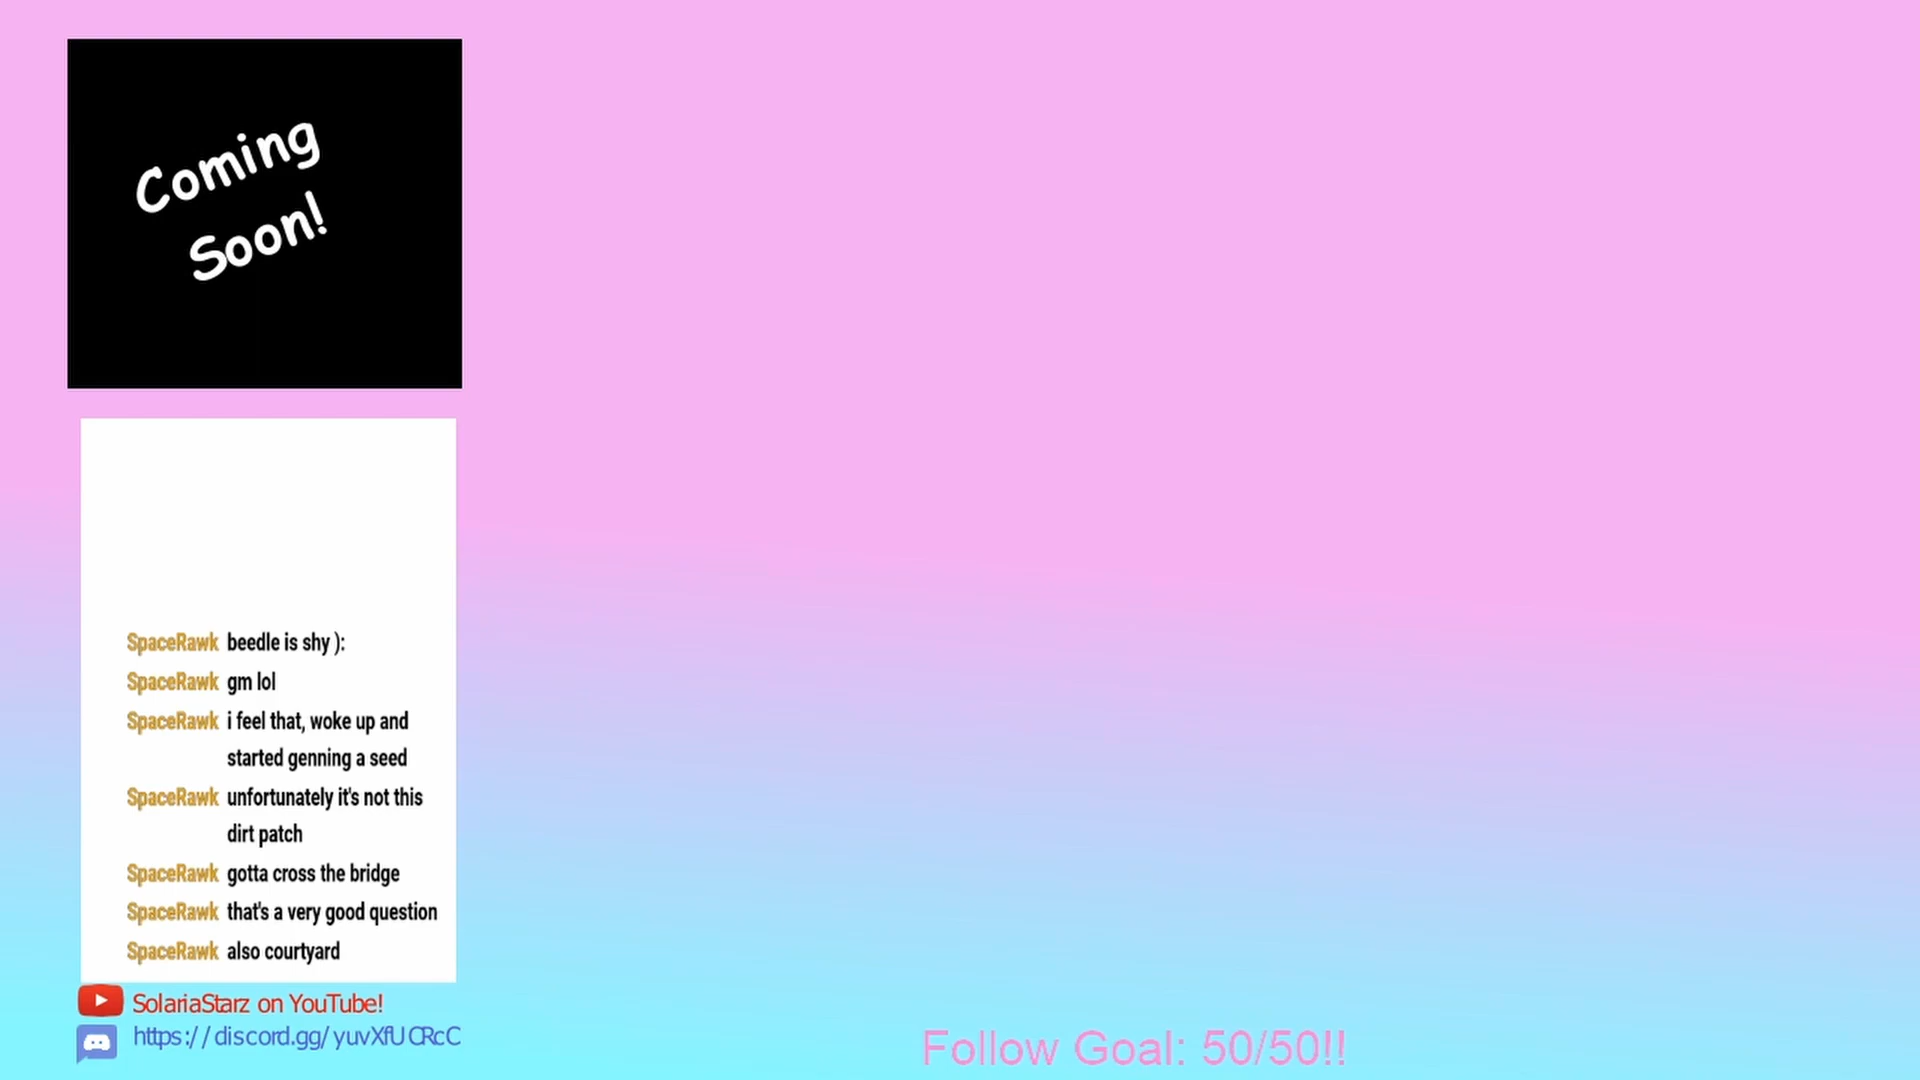 Coming
Soon!
SpaceRawk beedle is shy ):
SpaceRawk gm lol
SpaceRawk i feel that, woke up and
started genning a seed
SpaceRawk unfortunately it's not this
dirt patch
SpaceRawk gotta cross the bridge
SpaceRawk that's a very good question
SpaceRawk also courtyard
SolariaStarz on YouTube!
https://discord.gg/yuvXfUCRcC
Follow Goal: 50/50!!